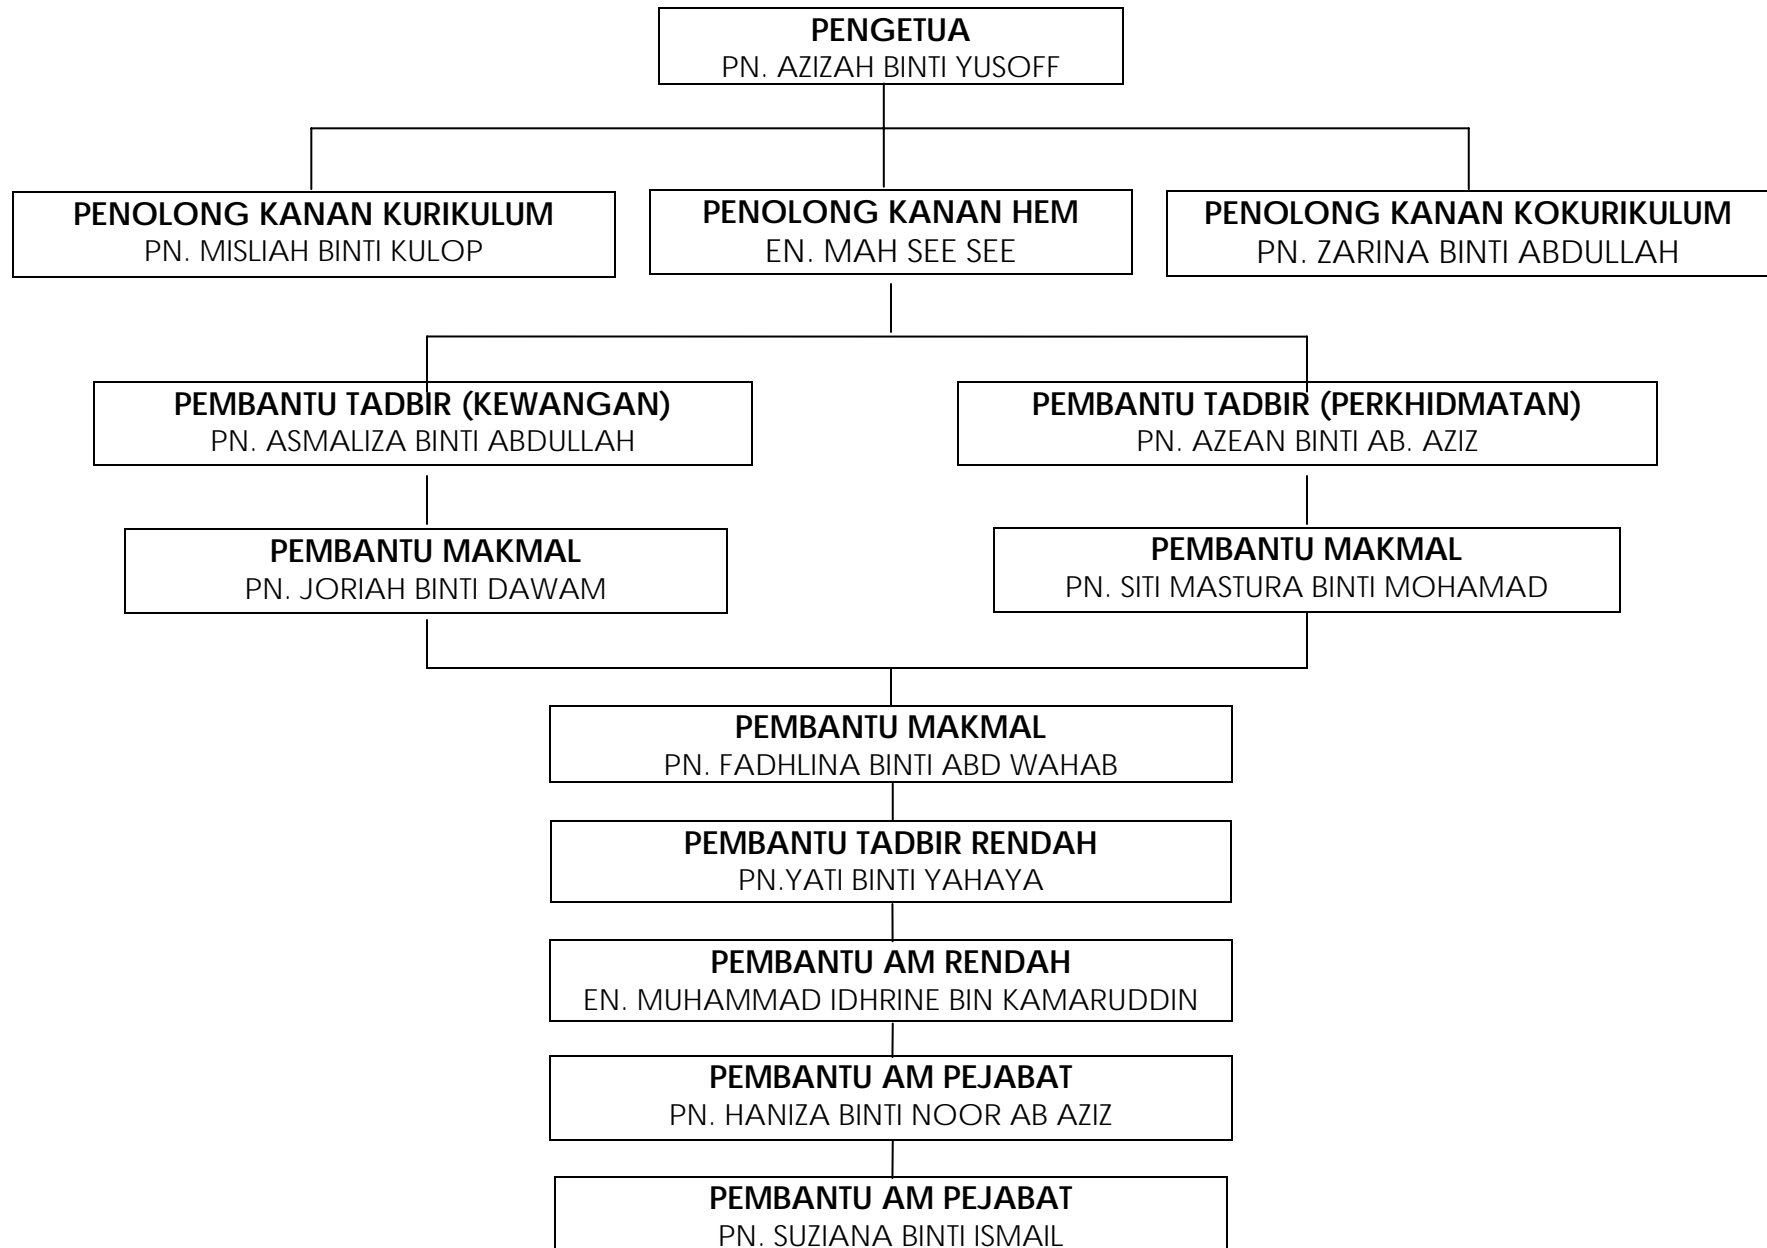 PENGETUA
PN. AZIZAH BINTI YUSOFF
PENOLONG KANAN KURIKULUM
PN. MISLIAH BINTI KULOP
PENOLONG KANAN HEM
EN. MAH SEE SEE
PENOLONG KANAN KOKURIKULUM
PN. ZARINA BINTI ABDULLAH
PEMBANTU TADBIR (KEWANGAN)
PN. ASMALIZA BINTI ABDULLAH
PEMBANTU TADBIR (PERKHIDMATAN)
PN. AZEAN BINTI AB. AZIZ
PEMBANTU MAKMAL
PN. JORIAH BINTI DAWAM
PEMBANTU MAKMAL
PN. SITI MASTURA BINTI MOHAMAD
PEMBANTU MAKMAL
PN. FADHLINA BINTI ABD WAHAB
PEMBANTU TADBIR RENDAH
PN.YATI BINTI YAHAYA
PEMBANTU AM RENDAH
EN. MUHAMMAD IDHRINE BIN KAMARUDDIN
PEMBANTU AM PEJABAT
PN. HANIZA BINTI NOOR AB AZIZ
PEMBANTU AM PEJABAT
PN. SUZIANA BINTI ISMAIL